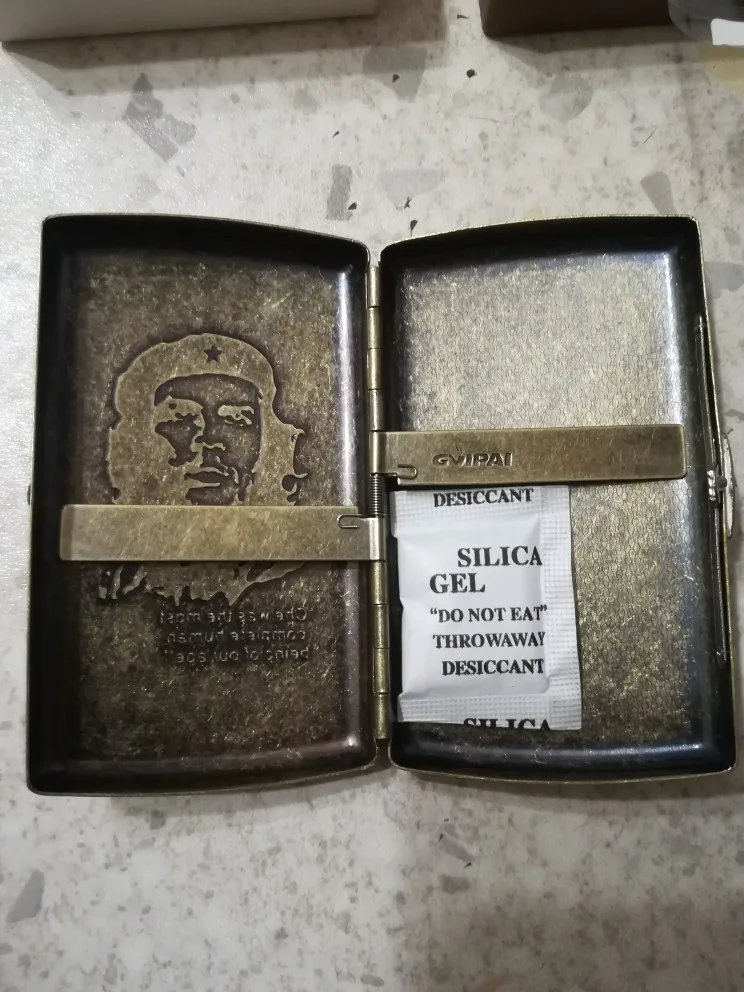 "Che was the most
complete human
being of our age"
GVIPAI
DESICCANT
SILICA
GEL
"DO NOT EAT"
THROWAWAY
DESICCANT
SILICA